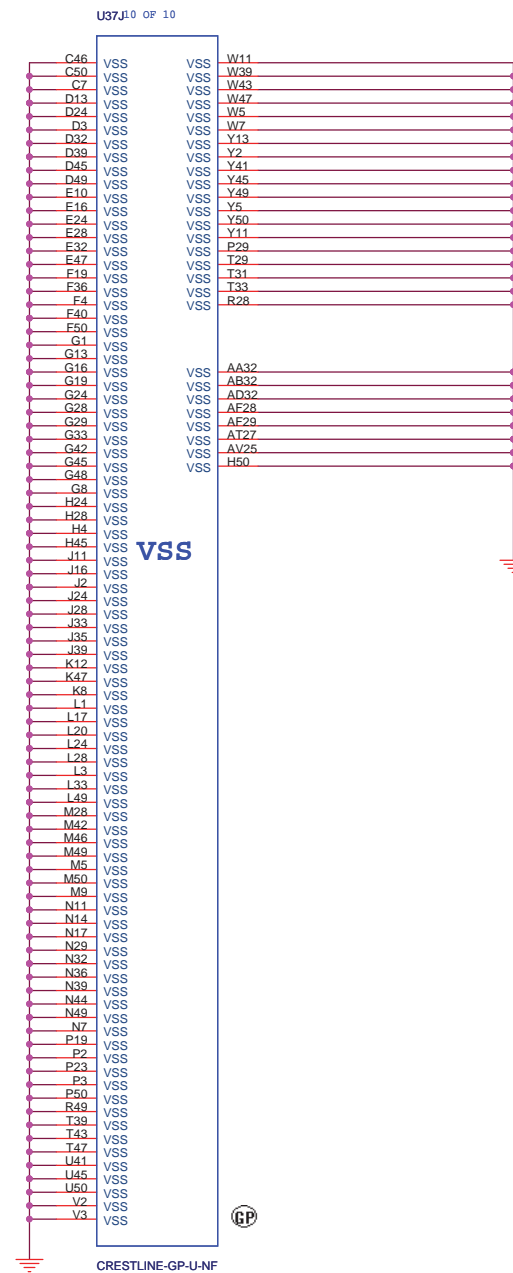 U37J 10 OF 10
C46 VSS VSS W11
C50 VSS VSS W39
C7 VSS VSS W43
D13 VSS VSS W47
D24 VSS VSS W5
D3 VSS VSS W7
D32 VSS VSS Y13
D39 VSS VSS Y2
D45 VSS VSS Y41
D49 VSS VSS Y45
E10 VSS VSS Y49
E16 VSS VSS Y5
E24 VSS VSS Y50
E28 VSS VSS Y11
E32 VSS VSS P29
E47 VSS VSS T29
F19 VSS VSS T31
F36 VSS VSS T33
F4 VSS VSS R28
F40 VSS
F50 VSS
G1 VSS
G13 VSS
G16 VSS VSS AA32
G19 VSS VSS AB32
G24 VSS VSS AD32
G28 VSS VSS AF28
G29 VSS VSS AF29
G33 VSS VSS AT27
G42 VSS VSS AV25
G45 VSS VSS H50
G48 VSS
G8 VSS
H24 VSS
H28 VSS
H4 VSS
H45 VSS VSS
J11 VSS
J16 VSS
J2 VSS
J24 VSS
J28 VSS
J33 VSS
J35 VSS
J39 VSS
K12 VSS
K47 VSS
K8 VSS
L1 VSS
L17 VSS
L20 VSS
L24 VSS
L28 VSS
L3 VSS
L33 VSS
L49 VSS
M28 VSS
M42 VSS
M46 VSS
M49 VSS
M5 VSS
M50 VSS
M9 VSS
N11 VSS
N14 VSS
N17 VSS
N29 VSS
N32 VSS
N36 VSS
N39 VSS
N44 VSS
N49 VSS
N7 VSS
P19 VSS
P2 VSS
P23 VSS
P3 VSS
P50 VSS
R49 VSS
T39 VSS
T43 VSS
T47 VSS
U41 VSS
U45 VSS
U50 VSS
V2 VSS
V3 VSS
GP
CRESTLINE-GP-U-NF